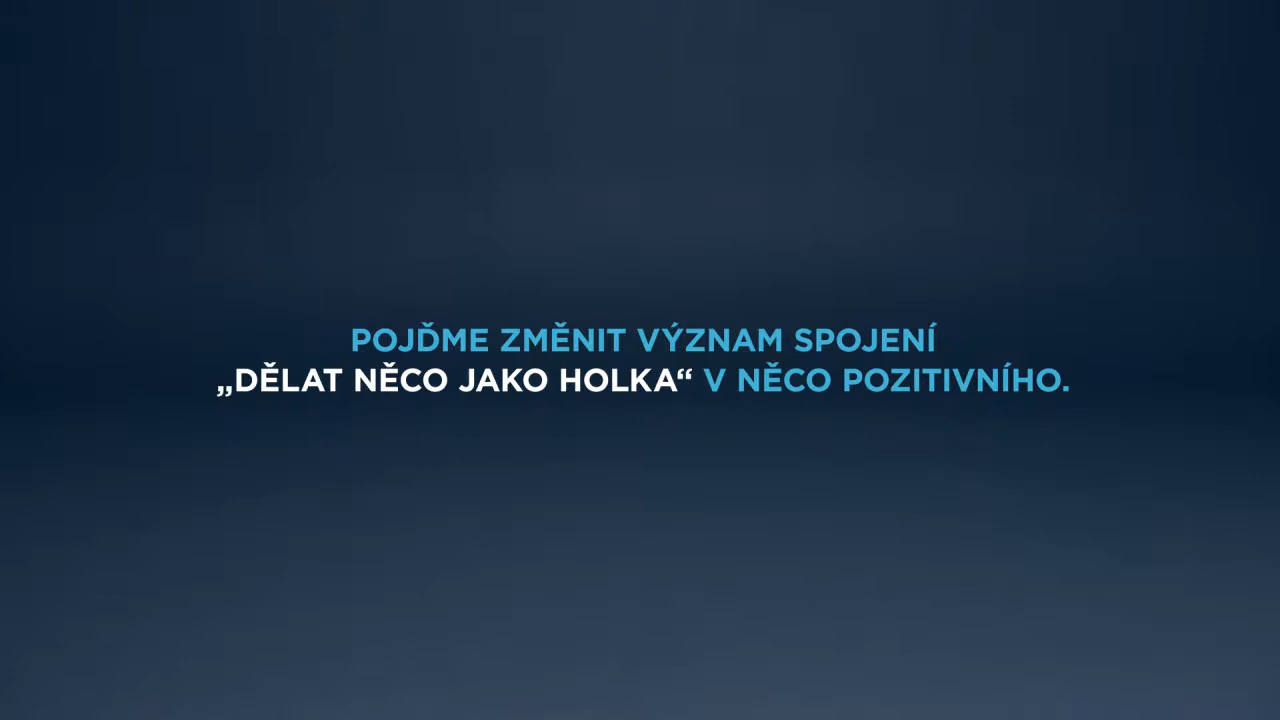 POJĎME ZMĚNIT VÝZNAM SPOJENÍ
„DĚLAT NĚCO JAKO HOLKA“ V NĚCO POZITIVNÍHO.